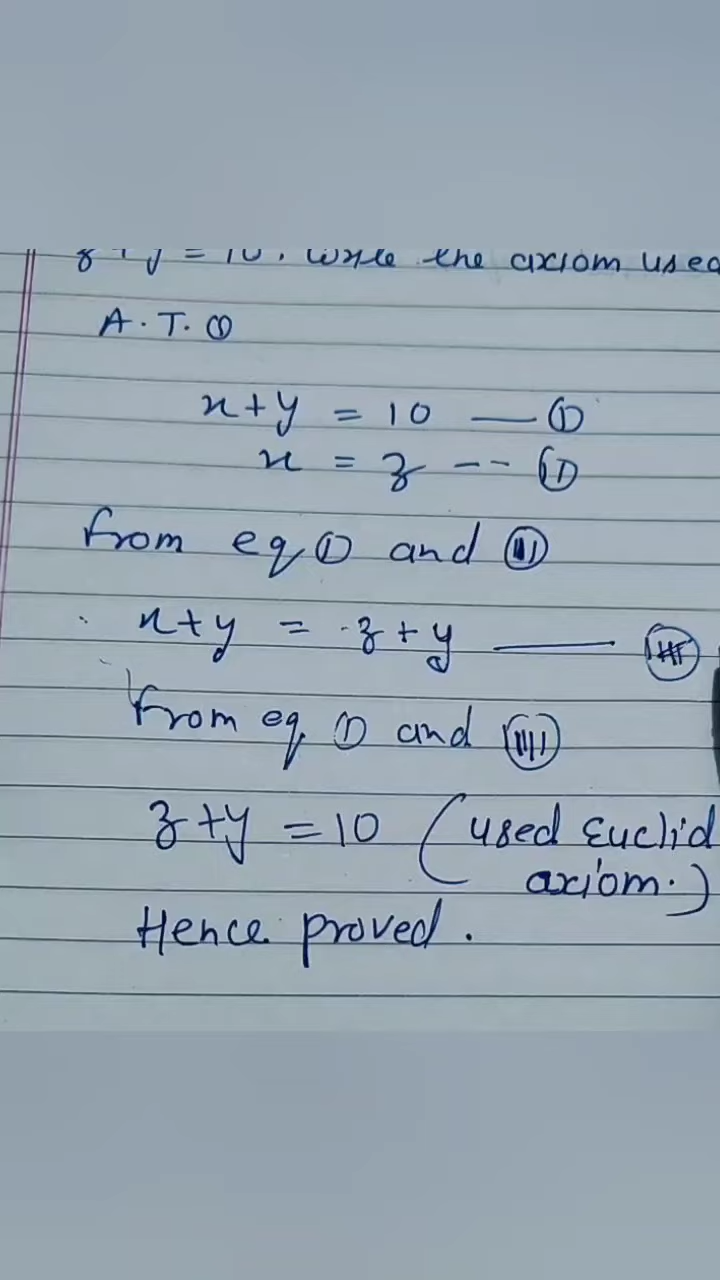 z + y = 10. Write the axiom used
A.T.Q
x+y = 10 — (I)
x = z -- (II)
from eq (I) and (II)
x+y = z + y — (III)
from eq (I) and (III)
z+y = 10 (used Euclid
axiom.)
Hence proved.